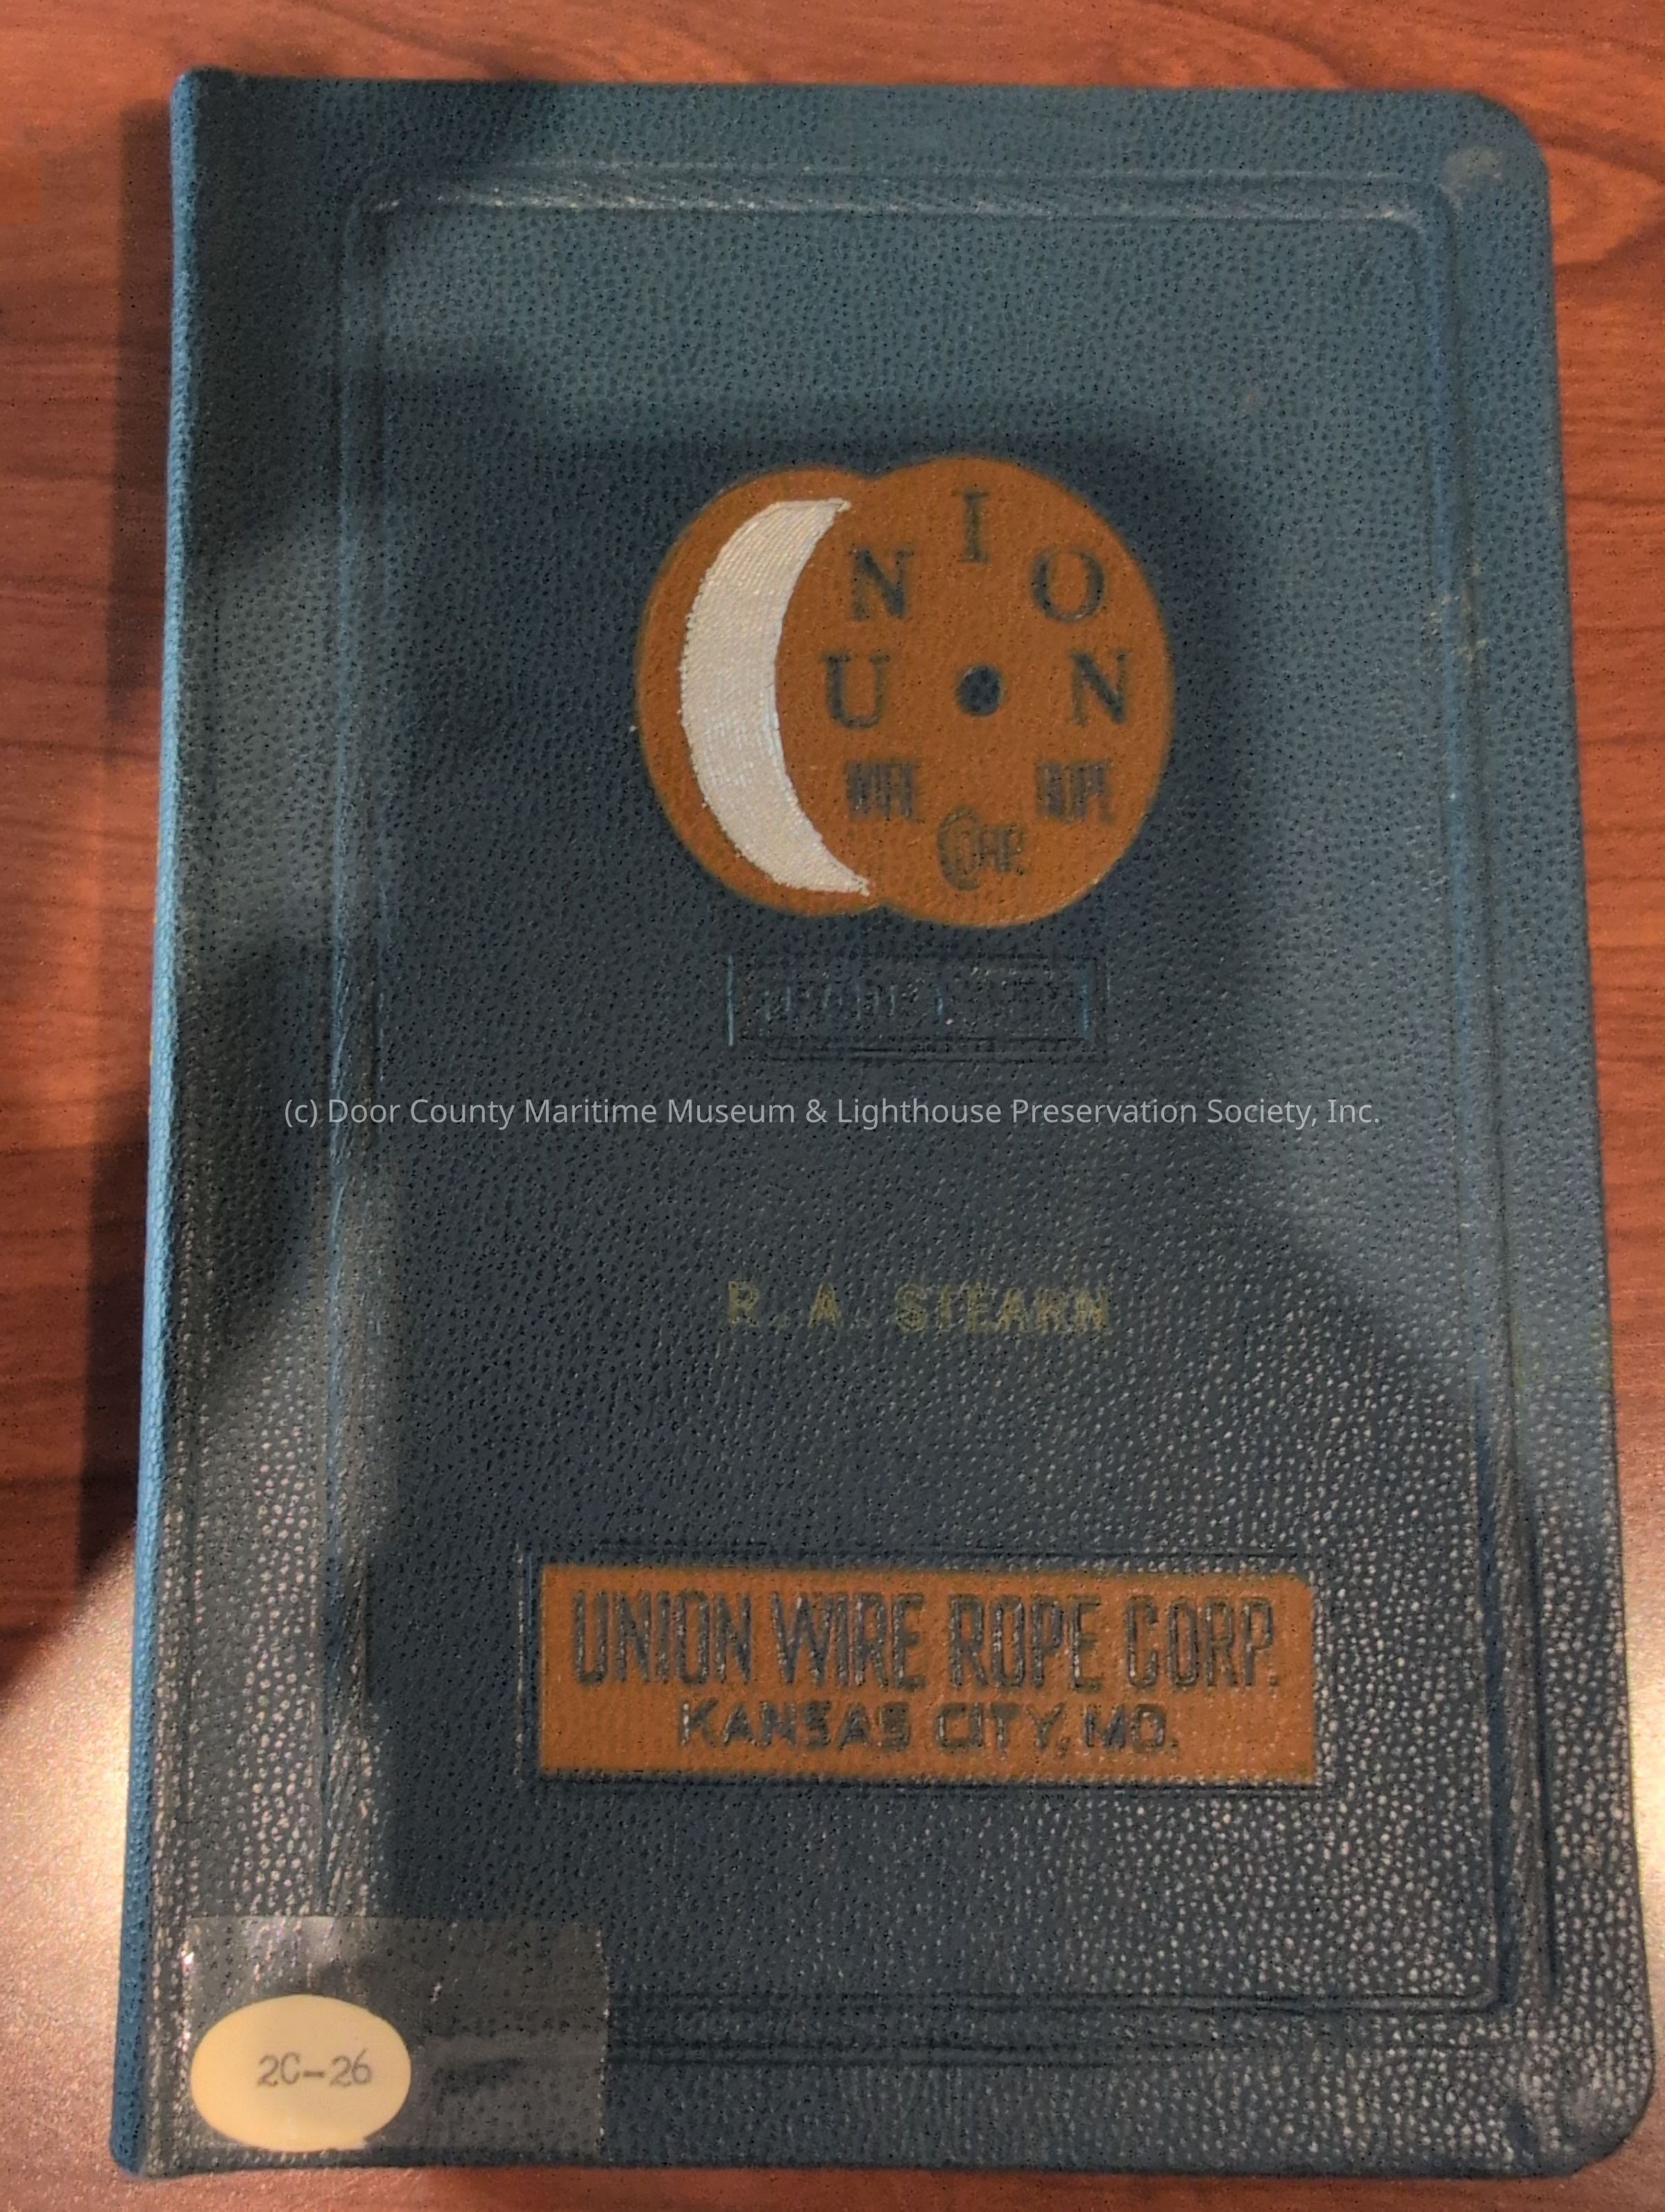 UNION
WIRE ROPE
CORP.
(c) Door County Maritime Museum & Lighthouse Preservation Society, Inc.
R. A. STEARN
UNION WIRE ROPE CORP.
KANSAS CITY, MO.
2C-26